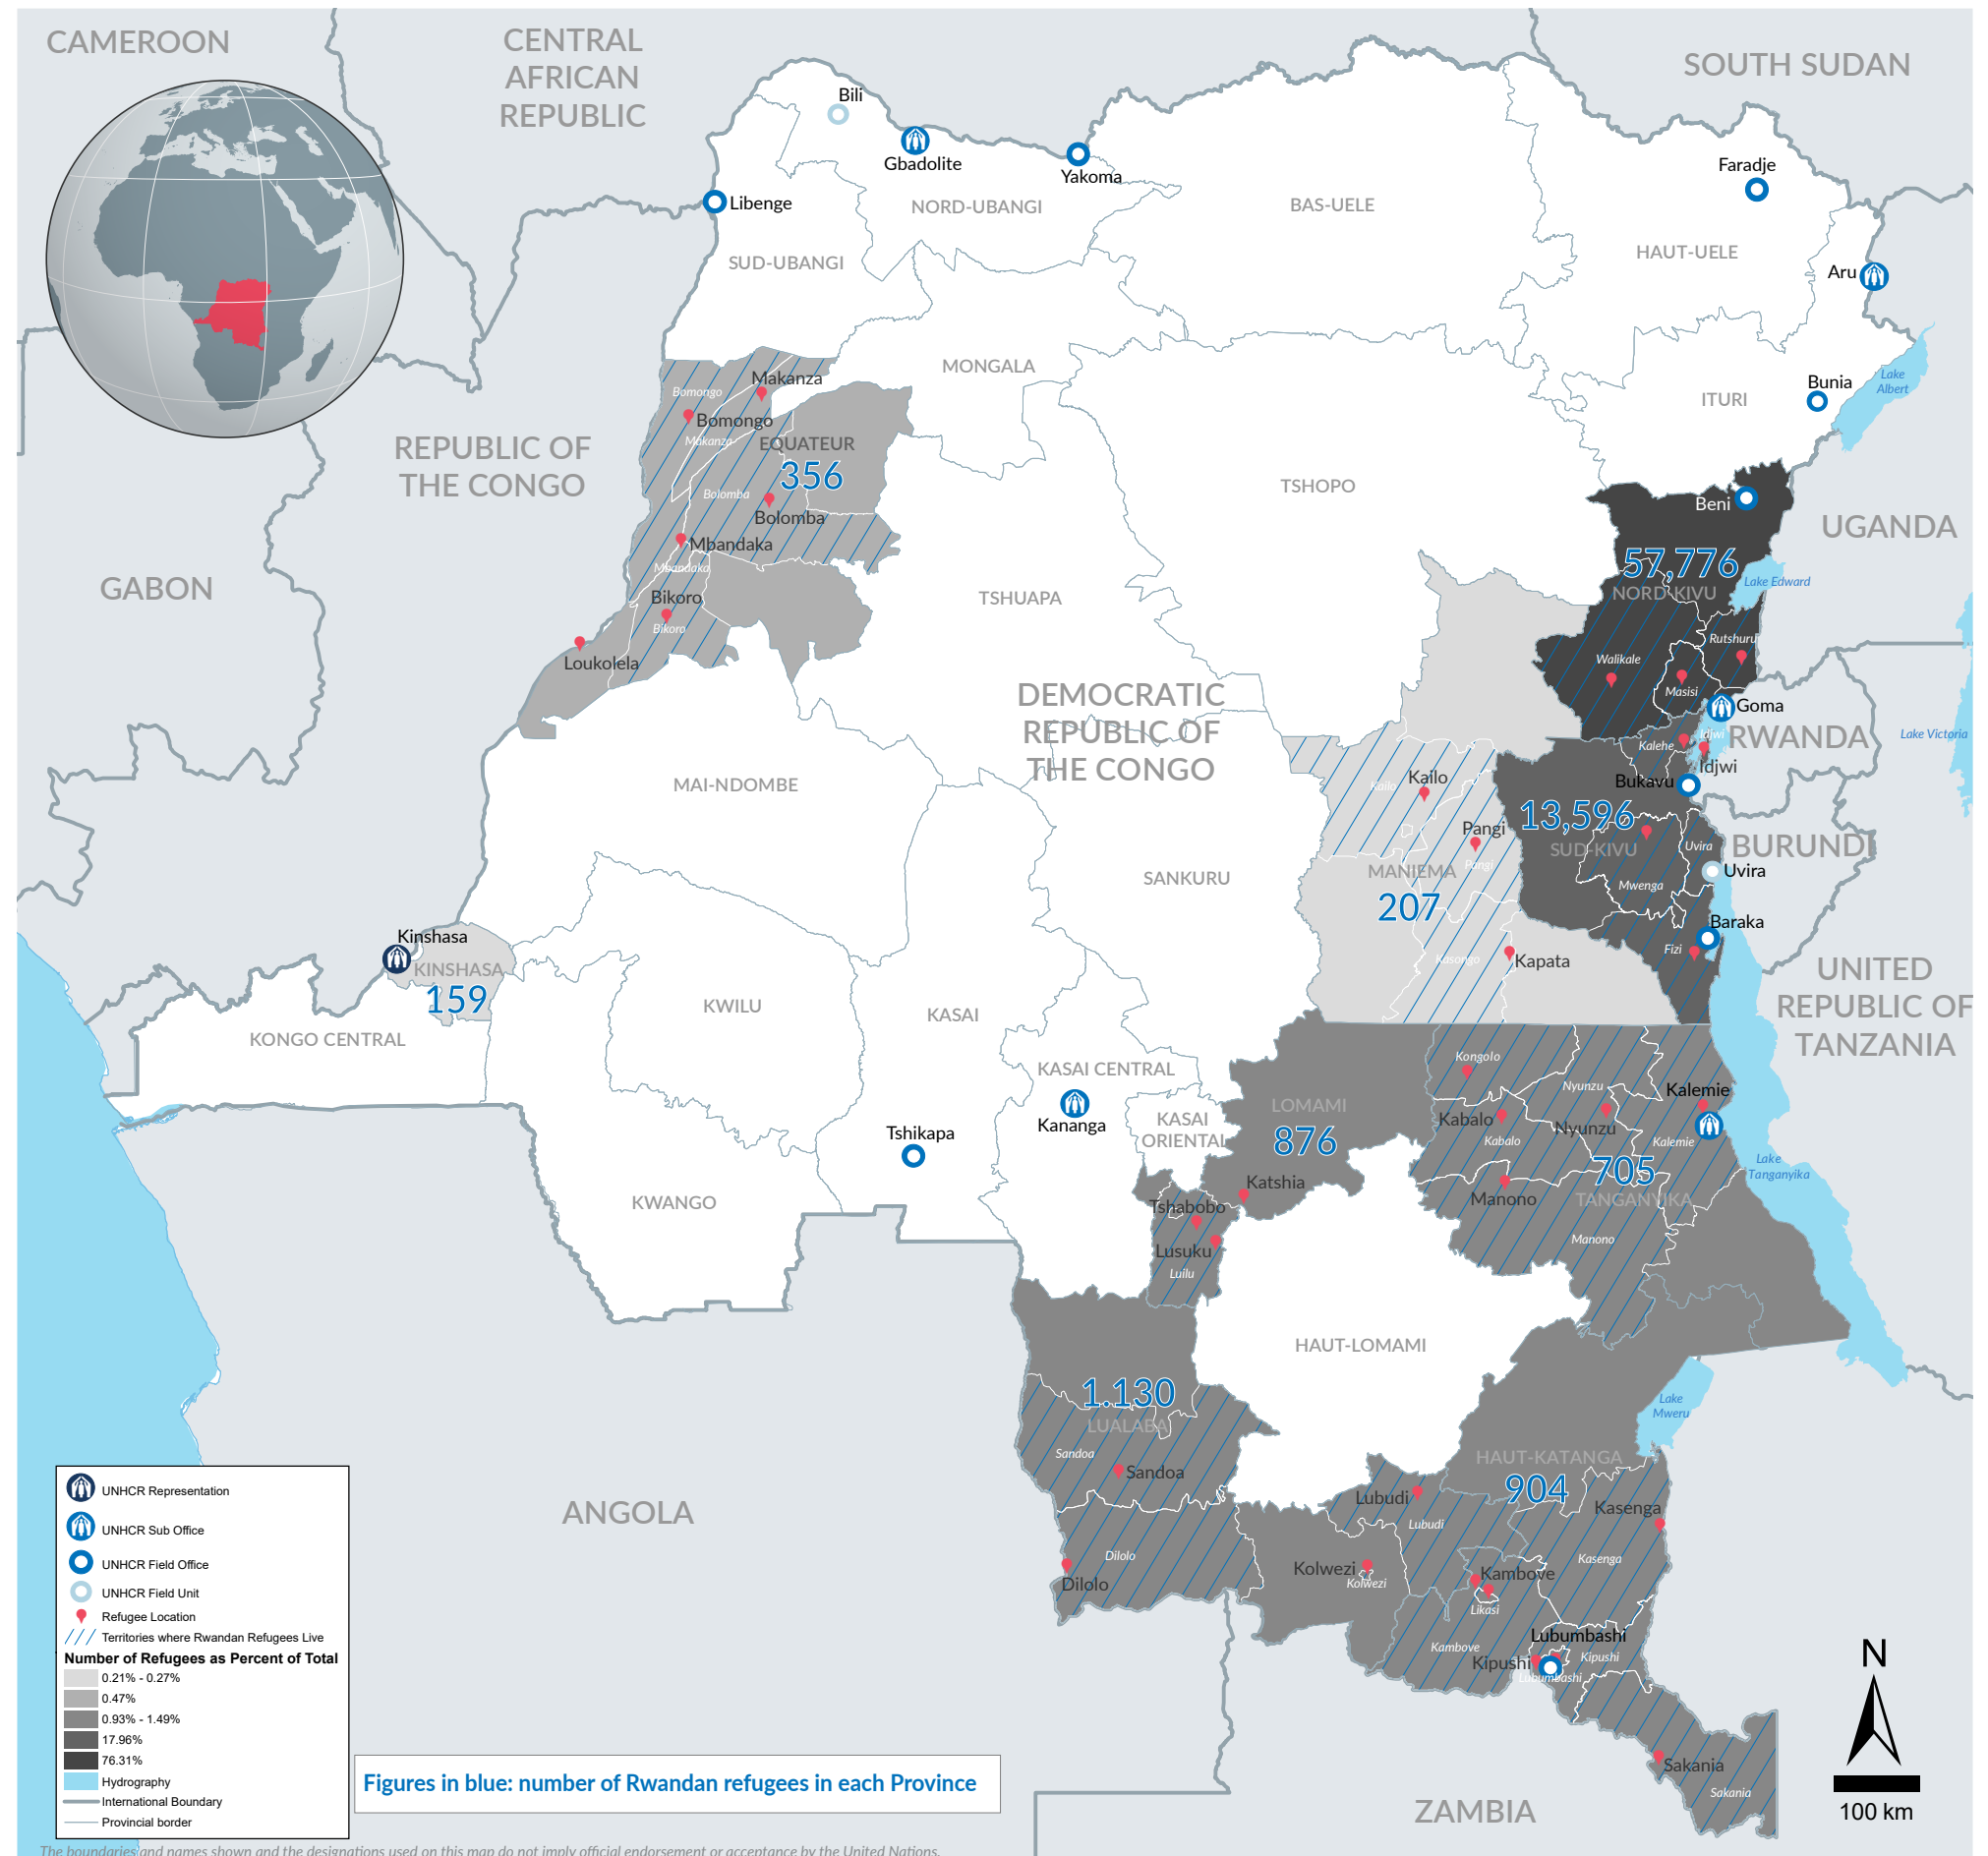 CAMEROON
CENTRAL
AFRICAN
REPUBLIC
SOUTH SUDAN
Bili
Gbadolite
Yakoma
Faradje
Libenge
NORD-UBANGI
BAS-UELE
HAUT-UELE
SUD-UBANGI
Aru
MONGALA
Lake
Albert
Bunia
ITURI
Makanza
Bomongo
Bomongo
Makanza
EQUATEUR
356
REPUBLIC OF
THE CONGO
Bolomba
Bolomba
TSHOPO
Beni
UGANDA
Mbandaka
Mbandaka
57,776
NORD-KIVU
Lake Edward
GABON
Bikoro
Bikoro
TSHUAPA
Loukolela
Rutshuru
Walikale
Masisi
DEMOCRATIC
REPUBLIC OF
THE CONGO
Goma
RWANDA
Lake Victoria
Kalehe
Idjwi
Idjwi
Bukavu
MAI-NDOMBE
Kailo
Kailo
13,596
SUD-KIVU
Pangi
Pangi
Uvira
BURUNDI
Uvira
MANIEMA
207
SANKURU
Mwenga
Baraka
Fizi
Kinshasa
KINSHASA
159
Kasongo
Kapata
UNITED
REPUBLIC OF
TANZANIA
KWILU
KASAI
KONGO CENTRAL
KASAI CENTRAL
Kongolo
Nyunzu
Kalemie
Kananga
KASAI
ORIENTAL
LOMAMI
876
Kabalo
Kabalo
Nyunzu
Kalemie
705
TANGANYIKA
Lake
Tanganyika
Tshikapa
Katshia
Manono
Manono
KWANGO
Tshabobo
Lusuku
Luilu
HAUT-LOMAMI
1.130
LUALABA
Lake
Mweru
Sandoa
Sandoa
HAUT-KATANGA
904
Lubudi
Lubudi
Kasenga
Kasenga
ANGOLA
Dilolo
Dilolo
Kolwezi
Kolwezi
Kambove
Likasi
Kambove
Lubumbashi
Kipushi
Kipushi
Lubumbashi
Sakania
Sakania
ZAMBIA
N
100 km
UNHCR Representation
UNHCR Sub Office
UNHCR Field Office
UNHCR Field Unit
Refugee Location
Territories where Rwandan Refugees Live
Number of Refugees as Percent of Total
0.21% - 0.27%
0.47%
0.93% - 1.49%
17.96%
76.31%
Hydrography
International Boundary
Provincial border
Figures in blue: number of Rwandan refugees in each Province
The boundaries and names shown and the designations used on this map do not imply official endorsement or acceptance by the United Nations.